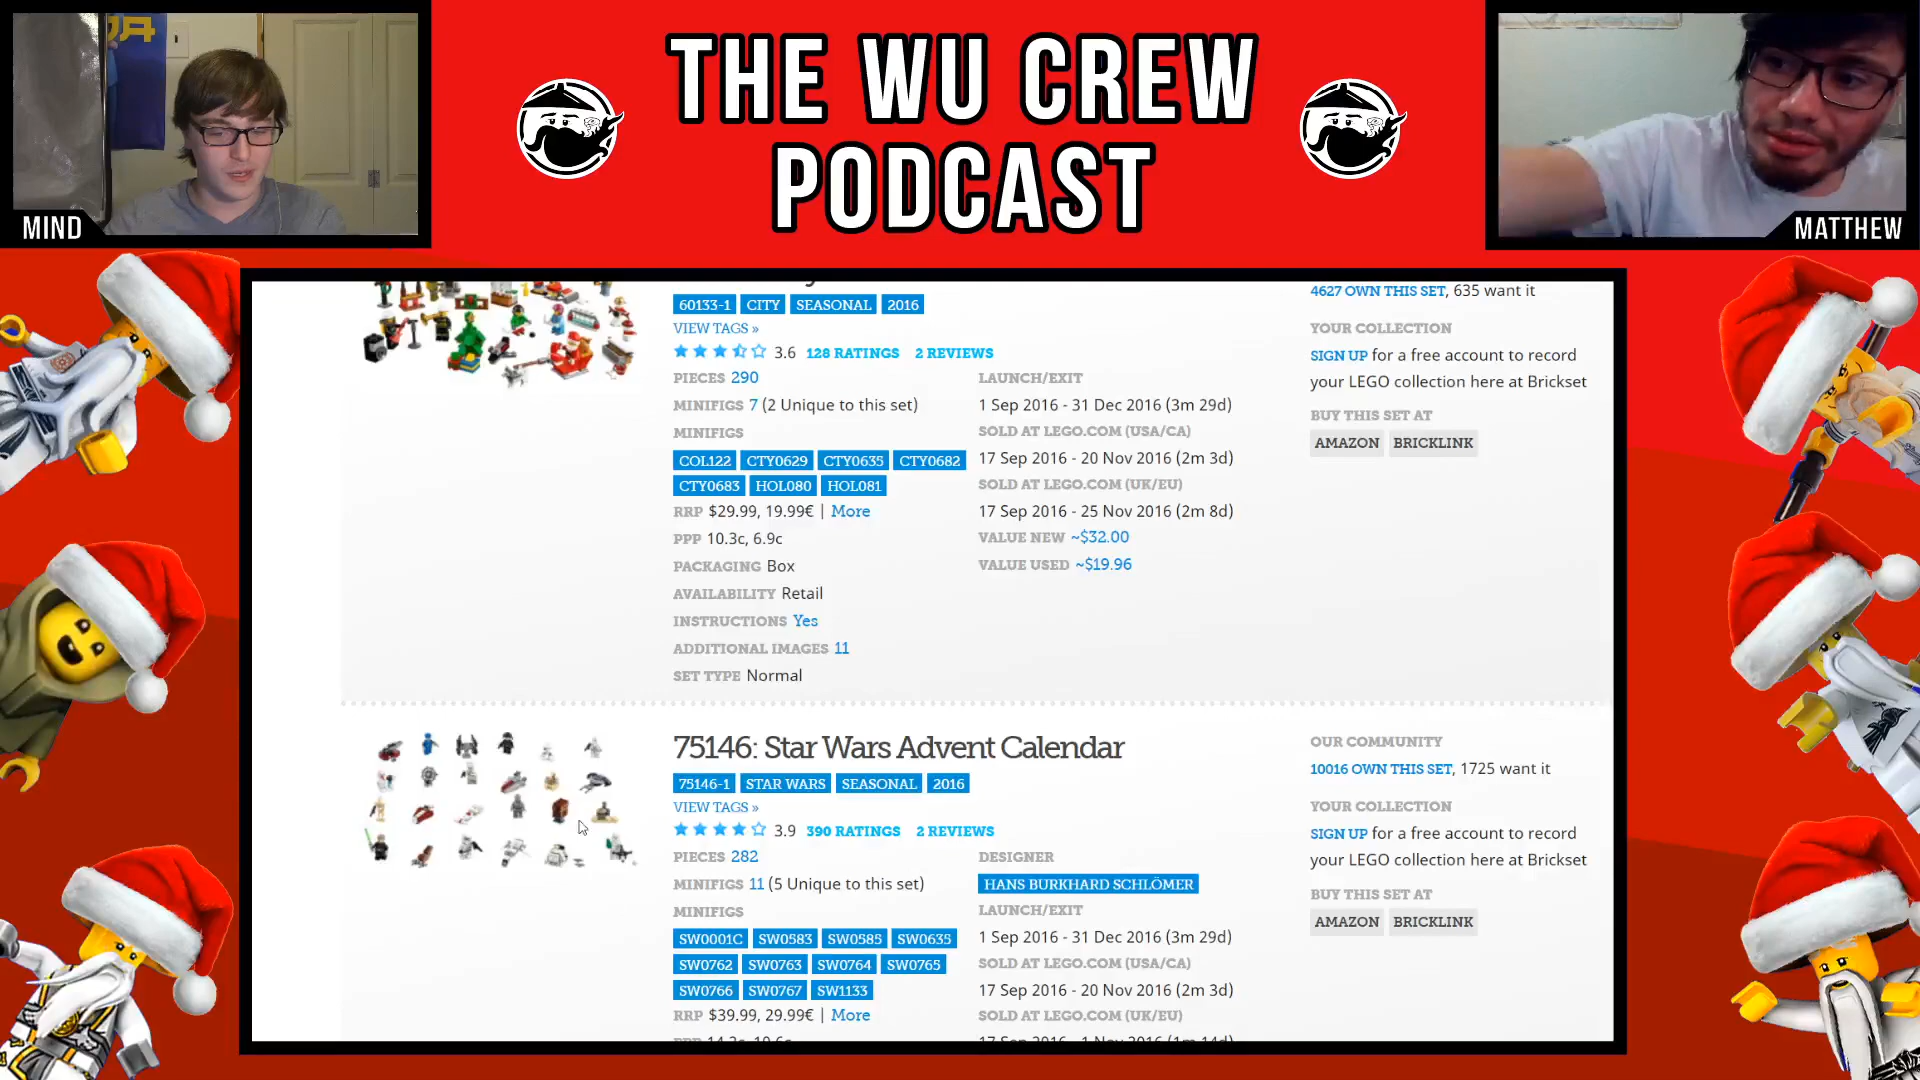 THE WU CREW
PODCAST
MIND
MATTHEW
60133-1 CITY SEASONAL 2016
VIEW TAGS »
3.6 128 RATINGS 2 REVIEWS
PIECES 290
MINIFIGS 7 (2 Unique to this set)
MINIFIGS
COL122 CTY0629 CTY0635 CTY0682
CTY0683 HOL080 HOL081
RRP $29.99, 19.99€ | More
PPP 10.3c, 6.9c
PACKAGING Box
AVAILABILITY Retail
INSTRUCTIONS Yes
ADDITIONAL IMAGES 11
SET TYPE Normal
LAUNCH/EXIT
1 Sep 2016 - 31 Dec 2016 (3m 29d)
SOLD AT LEGO.COM (USA/CA)
17 Sep 2016 - 20 Nov 2016 (2m 3d)
SOLD AT LEGO.COM (UK/EU)
17 Sep 2016 - 25 Nov 2016 (2m 8d)
VALUE NEW ~$32.00
VALUE USED ~$19.96
4627 OWN THIS SET, 635 want it
YOUR COLLECTION
SIGN UP for a free account to record
your LEGO collection here at Brickset
BUY THIS SET AT
AMAZON BRICKLINK
75146: Star Wars Advent Calendar
75146-1 STAR WARS SEASONAL 2016
VIEW TAGS »
3.9 390 RATINGS 2 REVIEWS
PIECES 282
MINIFIGS 11 (5 Unique to this set)
MINIFIGS
SW0001C SW0583 SW0585 SW0635
SW0762 SW0763 SW0764 SW0765
SW0766 SW0767 SW1133
RRP $39.99, 29.99€ | More
DESIGNER
HANS BURKHARD SCHLÖMER
LAUNCH/EXIT
1 Sep 2016 - 31 Dec 2016 (3m 29d)
SOLD AT LEGO.COM (USA/CA)
17 Sep 2016 - 20 Nov 2016 (2m 3d)
SOLD AT LEGO.COM (UK/EU)
OUR COMMUNITY
10016 OWN THIS SET, 1725 want it
YOUR COLLECTION
SIGN UP for a free account to record
your LEGO collection here at Brickset
BUY THIS SET AT
AMAZON BRICKLINK